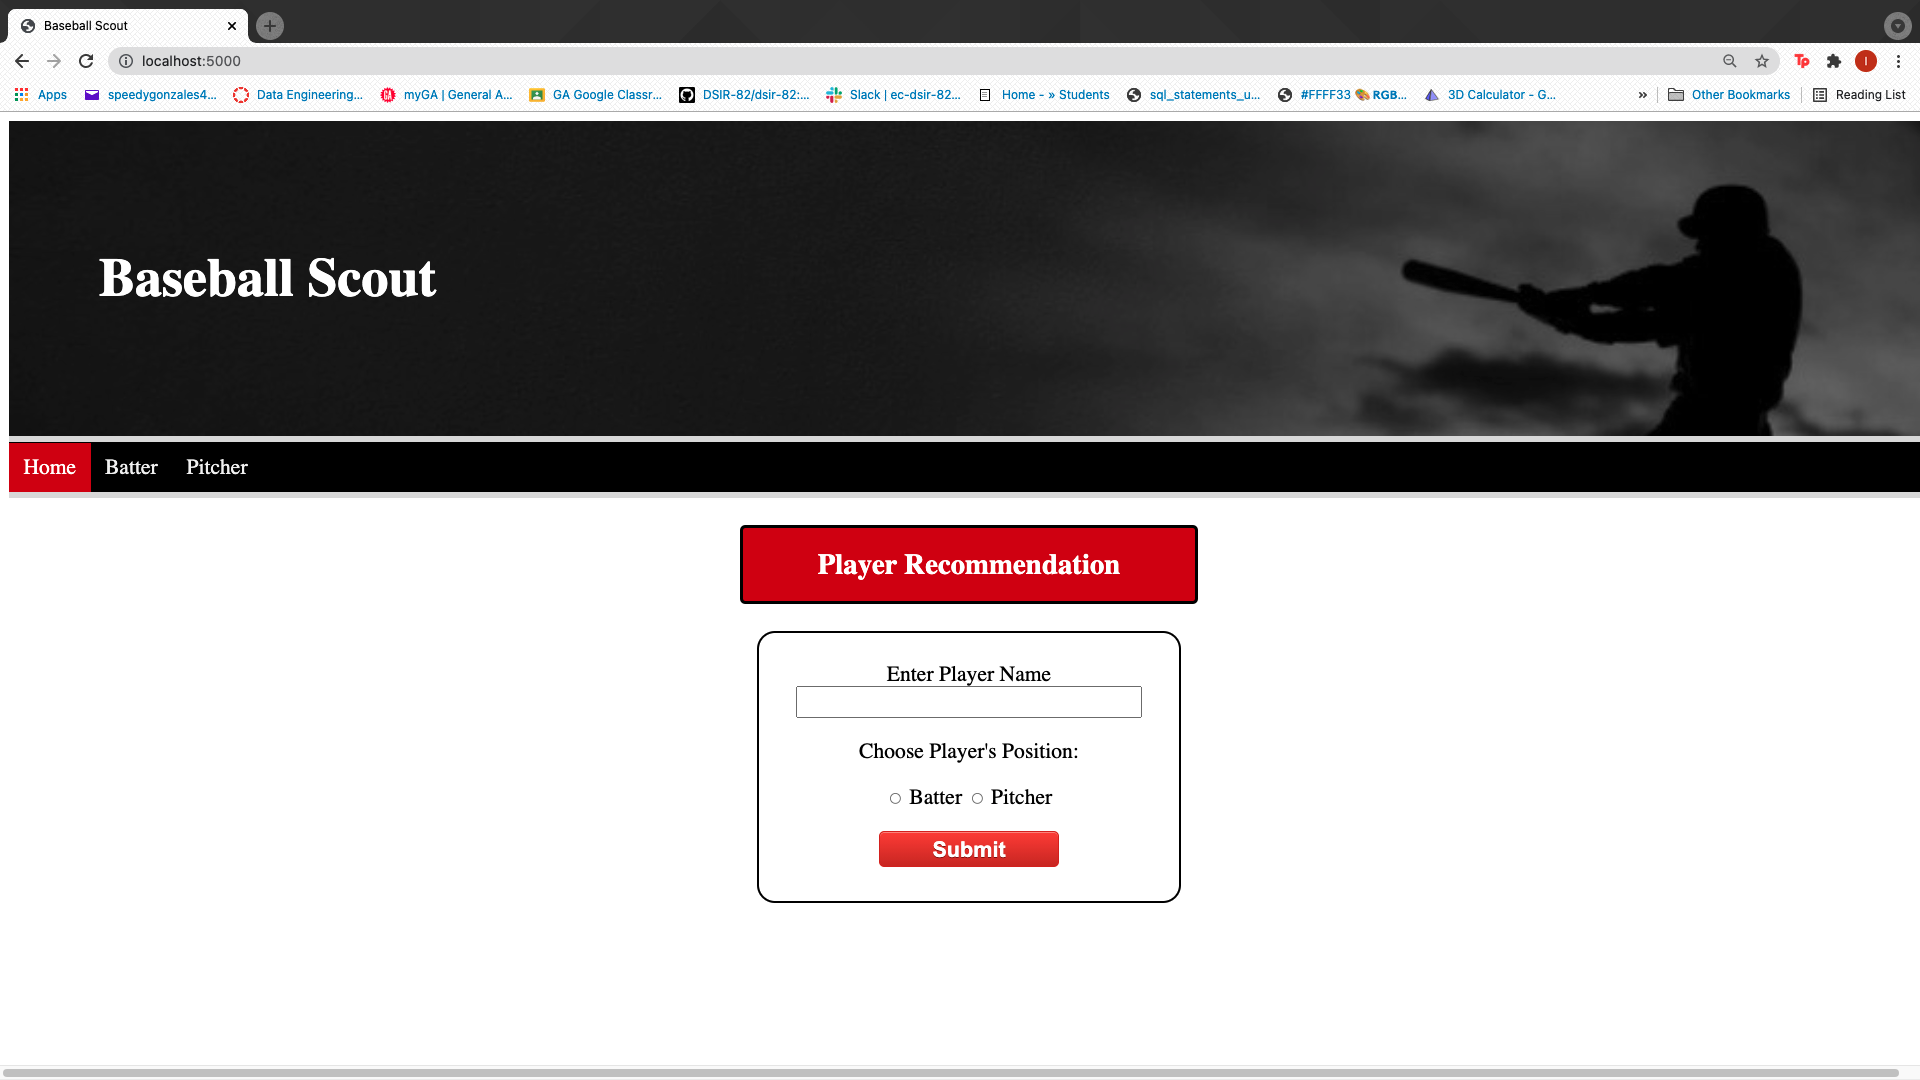 Baseball Scout
localhost:5000
Apps
speedygonzales4...
Data Engineering...
myGA | General A...
GA Google Classr...
DSIR-82/dsir-82:...
Slack | ec-dsir-82...
Home - » Students
sql_statements_u...
#FFFF33 🎨 RGB...
3D Calculator - G...
»
Other Bookmarks
Reading List
Tp
I
Baseball Scout
Home Batter Pitcher
Player Recommendation
Enter Player Name
Choose Player's Position:
Batter Pitcher
Submit